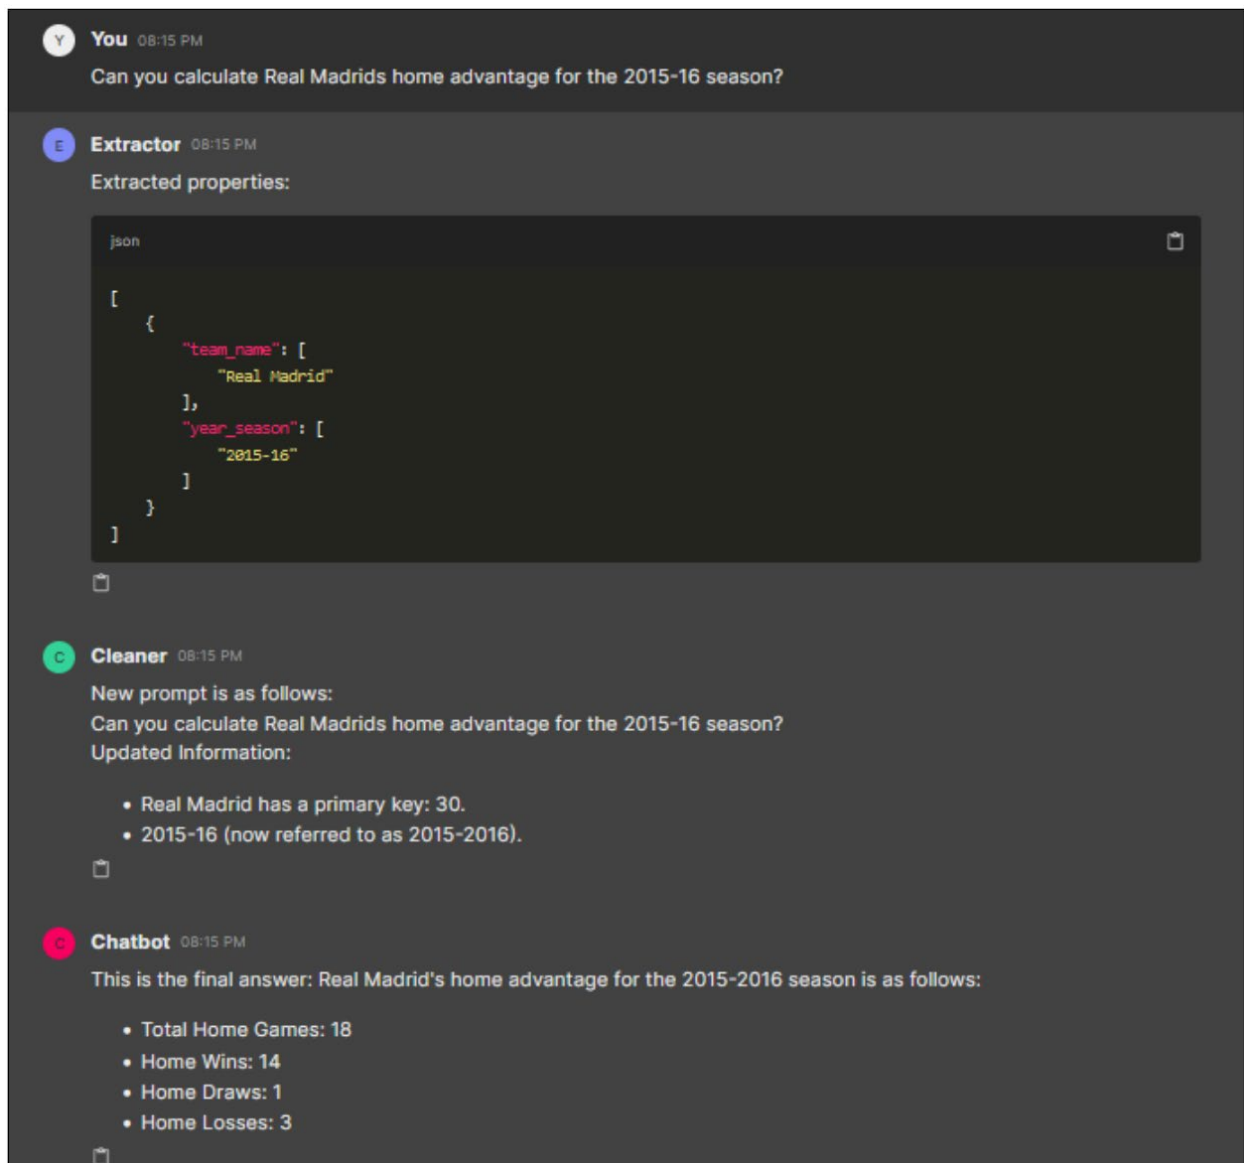 Y
You 08:15 PM
Can you calculate Real Madrids home advantage for the 2015-16 season?
E
Extractor 08:15 PM
Extracted properties:
json
[
{
"team_name": [
"Real Madrid"
],
"year_season": [
"2015-16"
]
}
]
C
Cleaner 08:15 PM
New prompt is as follows:
Can you calculate Real Madrids home advantage for the 2015-16 season?
Updated Information:
• Real Madrid has a primary key: 30.
• 2015-16 (now referred to as 2015-2016).
C
Chatbot 08:15 PM
This is the final answer: Real Madrid's home advantage for the 2015-2016 season is as follows:
• Total Home Games: 18
• Home Wins: 14
• Home Draws: 1
• Home Losses: 3